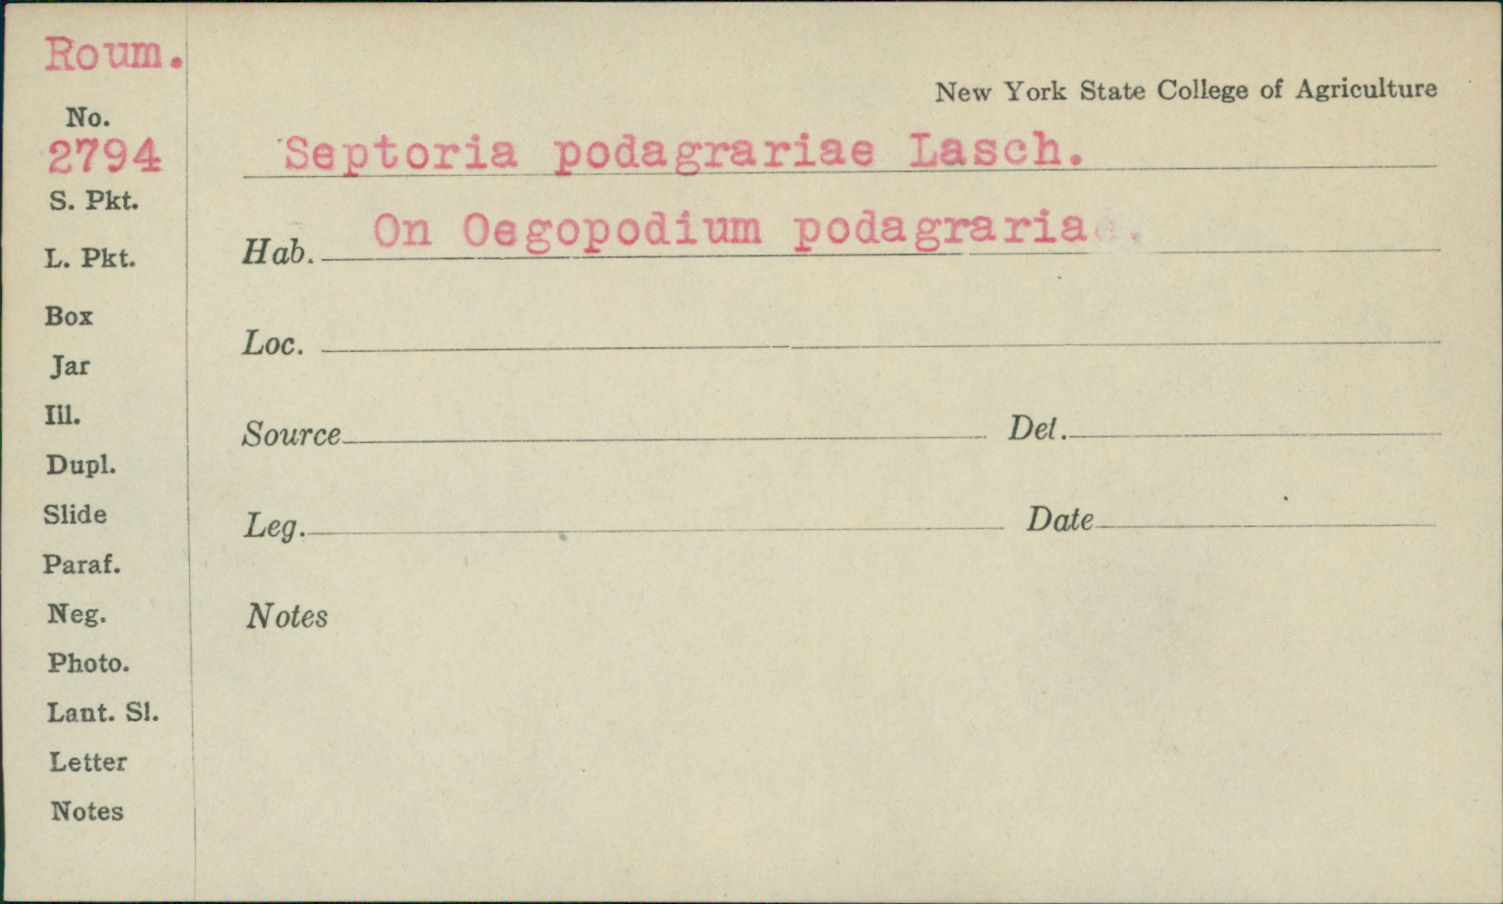 Roum.
New York State College of Agriculture
No.
2794
Septoria podagrariae Lasch.
S. Pkt.
Hab. On Oegopodium podagraria
L. Pkt.
Box
Loc.
Jar
Ill.
Source Det.
Dupl.
Slide
Leg. Date
Paraf.
Neg.
Notes
Photo.
Lant. Sl.
Letter
Notes